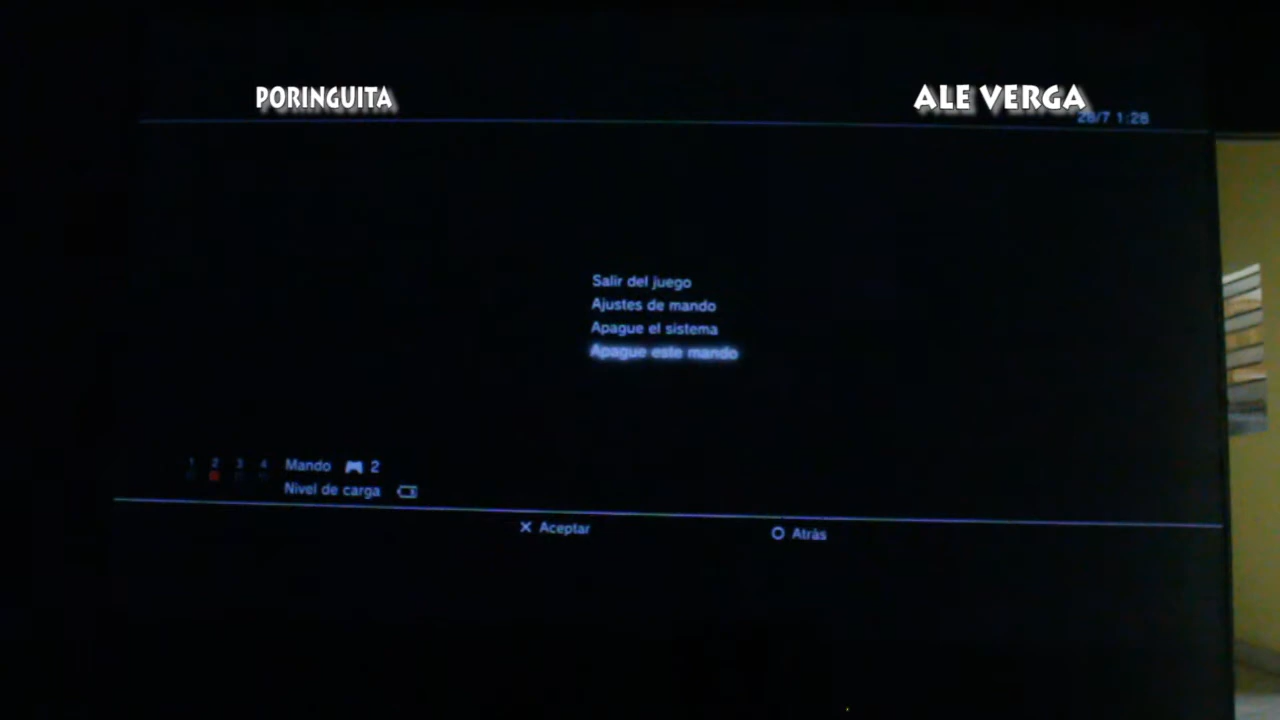 PORINGUITA
ALE VERGA
28/7 1:28
Salir del juego
Ajustes de mando
Apague el sistema
Apague este mando
1 2 3 4 Mando 2
Nivel de carga
Aceptar
Atrás